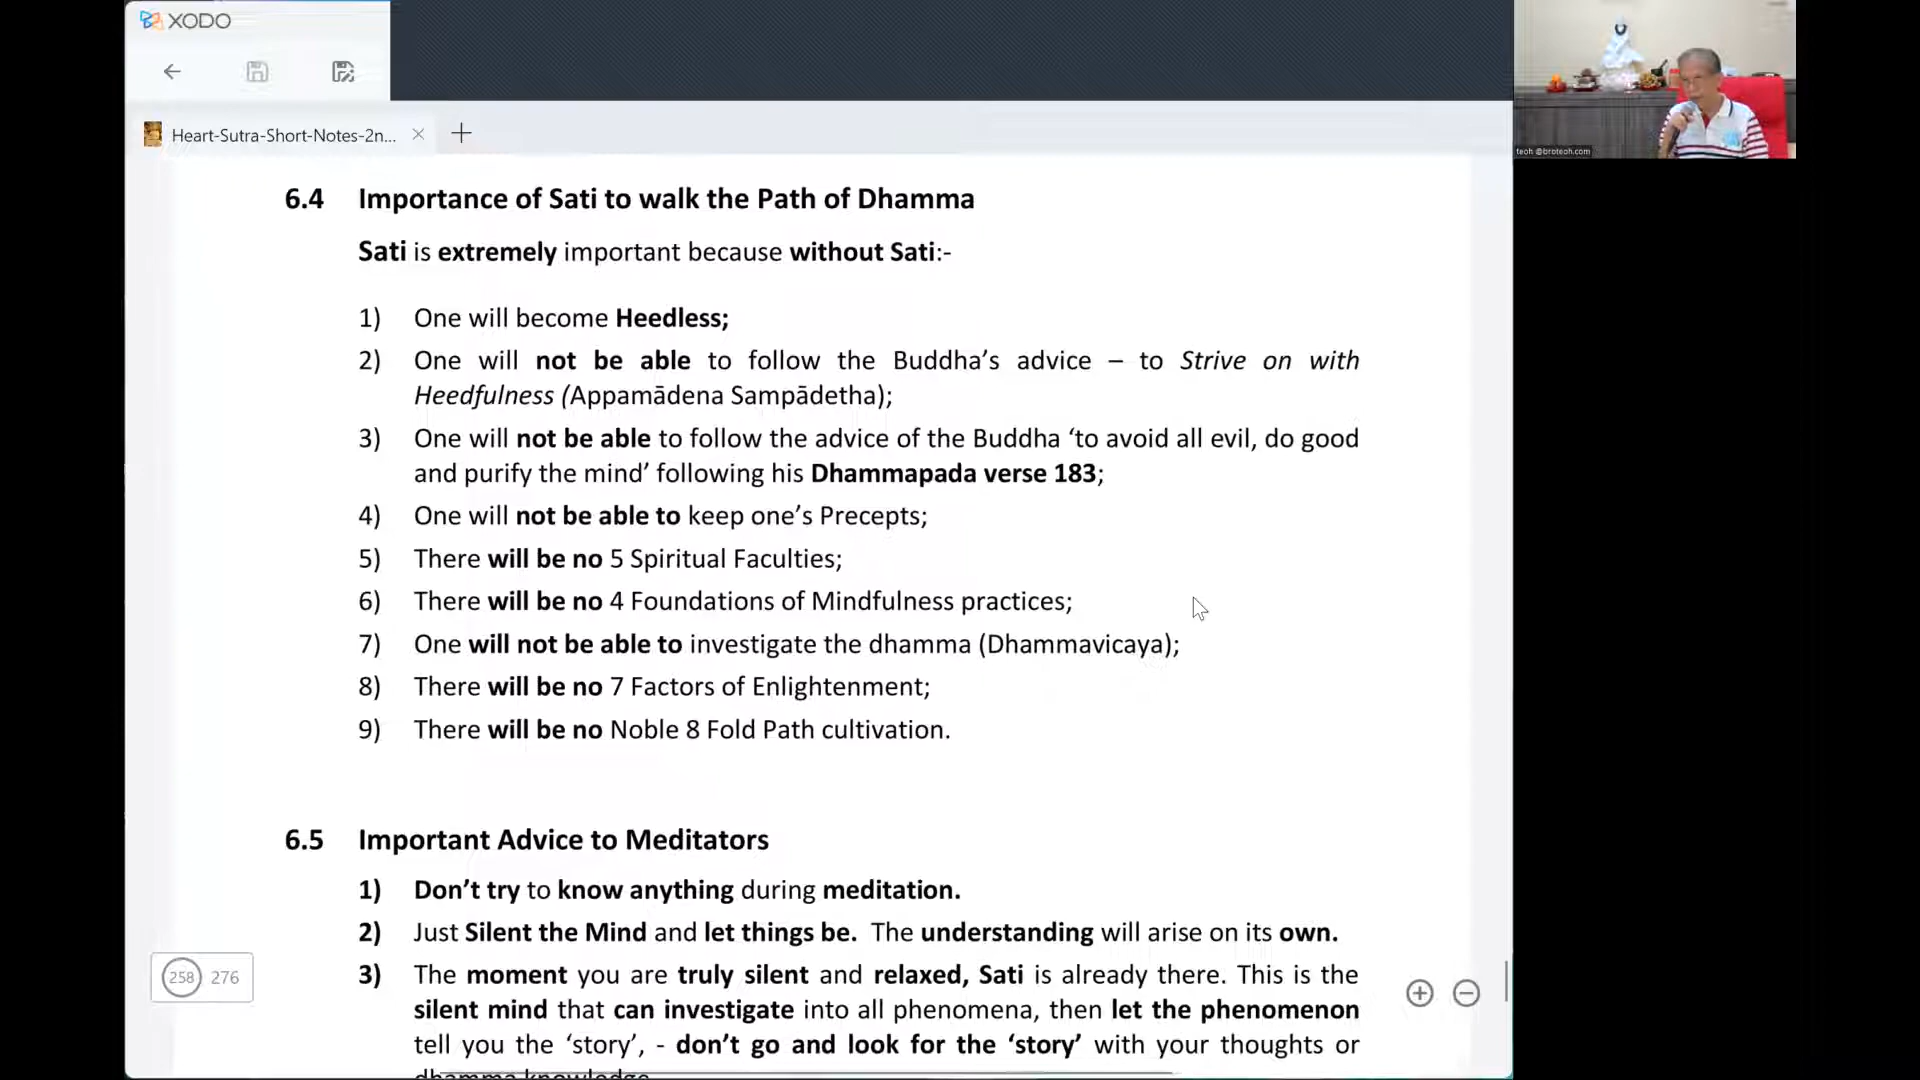 XODO
Heart-Sutra-Short-Notes-2n...
teoh @broteoh.com
6.4 Importance of Sati to walk the Path of Dhamma
Sati is extremely important because without Sati:-
1) One will become Heedless;
2) One will not be able to follow the Buddha’s advice – to Strive on with
Heedfulness (Appamādena Sampādetha);
3) One will not be able to follow the advice of the Buddha ‘to avoid all evil, do good
and purify the mind’ following his Dhammapada verse 183;
4) One will not be able to keep one’s Precepts;
5) There will be no 5 Spiritual Faculties;
6) There will be no 4 Foundations of Mindfulness practices;
7) One will not be able to investigate the dhamma (Dhammavicaya);
8) There will be no 7 Factors of Enlightenment;
9) There will be no Noble 8 Fold Path cultivation.
6.5 Important Advice to Meditators
1) Don’t try to know anything during meditation.
2) Just Silent the Mind and let things be. The understanding will arise on its own.
3) The moment you are truly silent and relaxed, Sati is already there. This is the
silent mind that can investigate into all phenomena, then let the phenomenon
tell you the ‘story’, - don’t go and look for the ‘story’ with your thoughts or
dhamma knowledge.
258 276